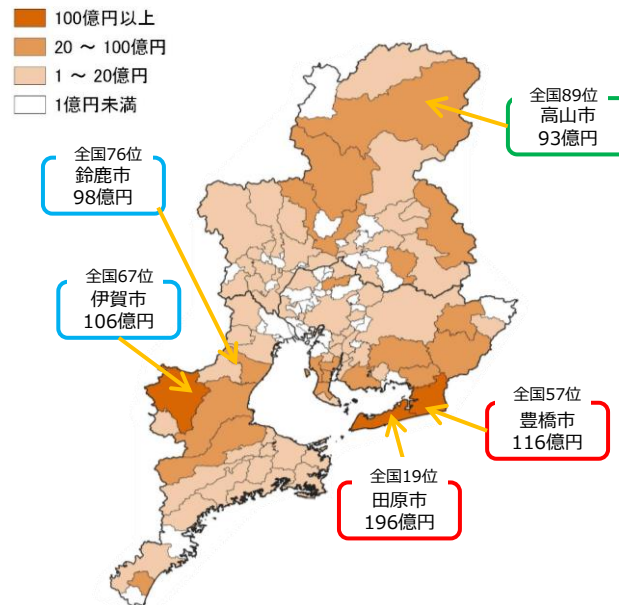 100億円以上
20 ～ 100億円
1 ～ 20億円
1億円未満
全国89位
高山市
93億円
全国76位
鈴鹿市
98億円
全国67位
伊賀市
106億円
全国57位
豊橋市
116億円
全国19位
田原市
196億円